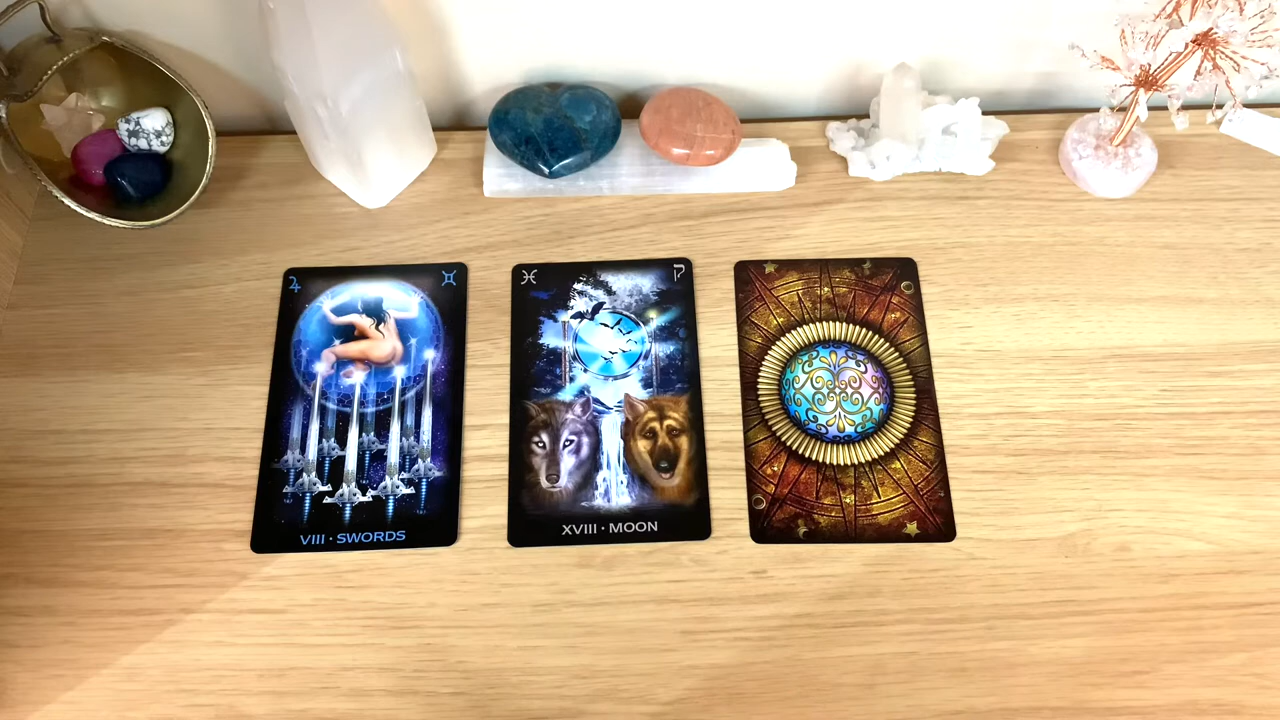 ♃ ♊
VIII · SWORDS
♓ ק
XVIII · MOON